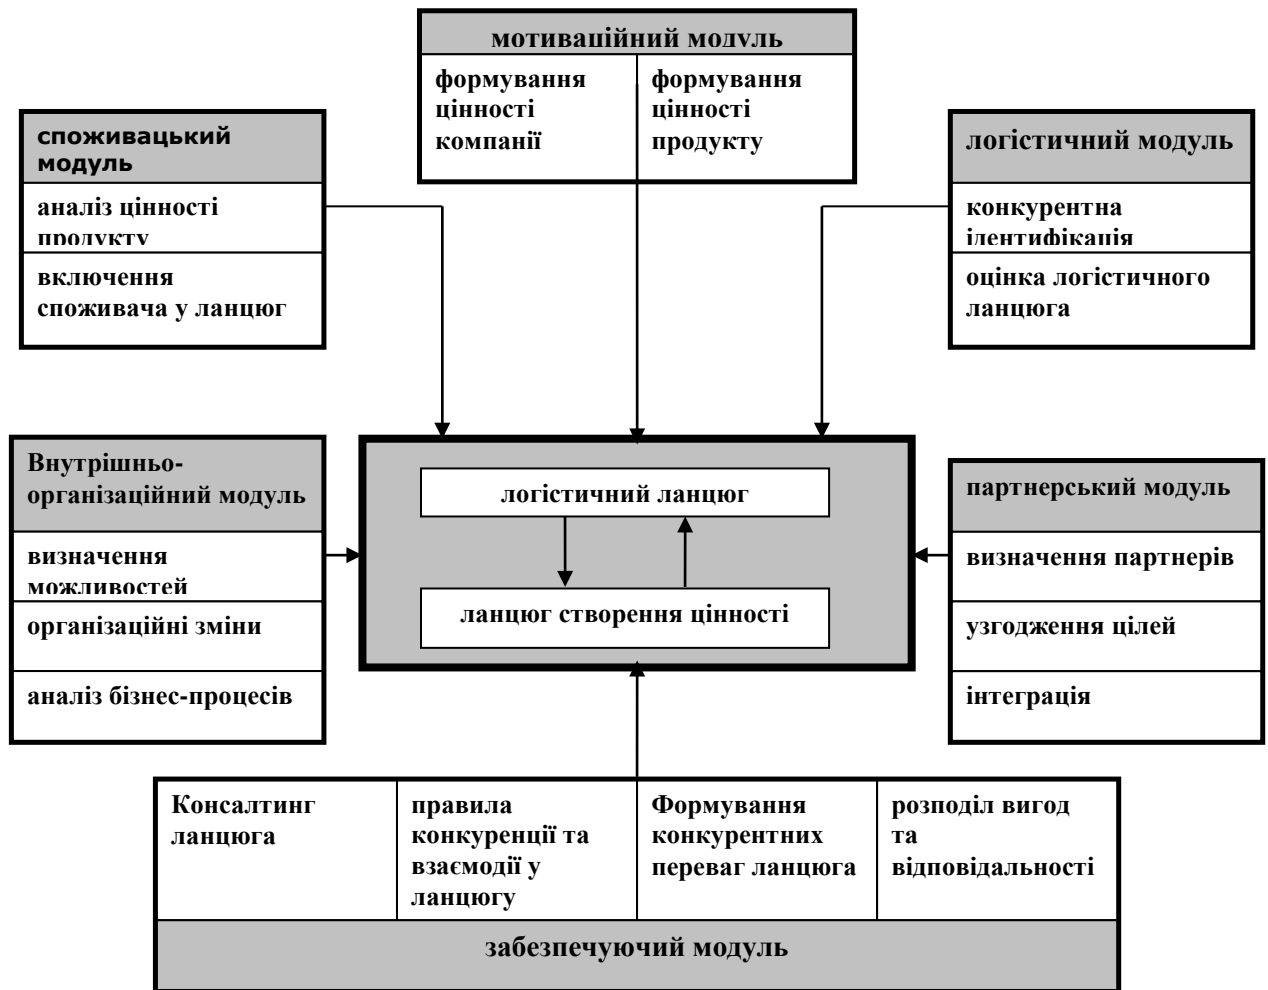 мотиваційний модуль
формування
цінності
компанії
формування
цінності
продукту
споживацький
модуль
аналіз цінності
продукту
включення
споживача у ланцюг
логістичний модуль
конкурентна
ідентифікація
оцінка логістичного
ланцюга
Внутрішньо-
організаційний модуль
визначення
можливостей
організаційні зміни
аналіз бізнес-процесів
логістичний ланцюг
ланцюг створення цінності
партнерський модуль
визначення партнерів
узгодження цілей
інтеграція
Консалтинг
ланцюга
правила
конкуренції та
взаємодії у
ланцюгу
Формування
конкурентних
переваг ланцюга
розподіл вигод
та
відповідальності
забезпечуючий модуль